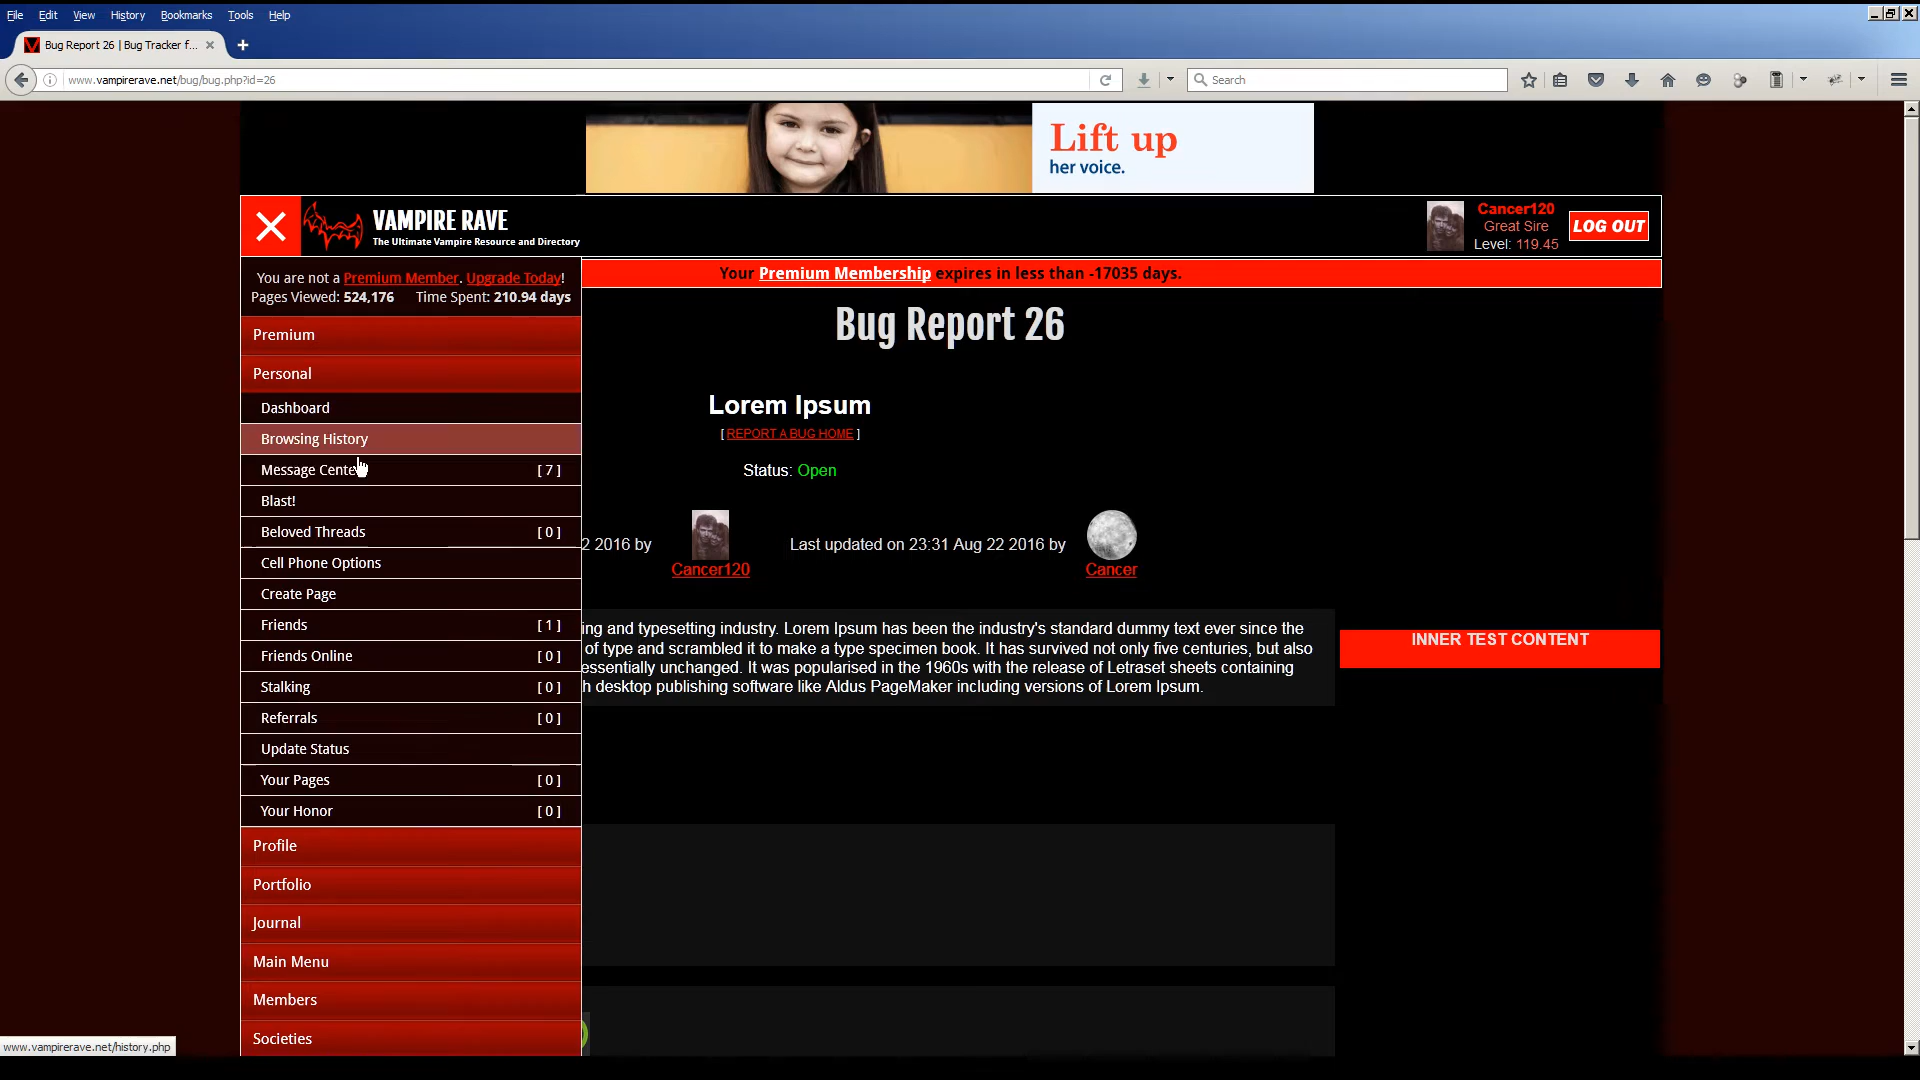 File Edit View History Bookmarks Tools Help
Bug Report 26 | Bug Tracker f...
www.vampirerave.net/bug/bug.php?id=26
Search
Lift up
her voice.
VAMPIRE RAVE
The Ultimate Vampire Resource and Directory
Cancer120
Great Sire
Level: 119.45
LOG OUT
You are not a Premium Member. Upgrade Today!
Pages Viewed: 524,176 Time Spent: 210.94 days
Your Premium Membership expires in less than -17035 days.
Premium
Personal
Dashboard
Browsing History
Message Cente [ 7 ]
Blast!
Beloved Threads [ 0 ]
Cell Phone Options
Create Page
Friends [ 1 ]
Friends Online [ 0 ]
Stalking [ 0 ]
Referrals [ 0 ]
Update Status
Your Pages [ 0 ]
Your Honor [ 0 ]
Profile
Portfolio
Journal
Main Menu
Members
Societies
Bug Report 26
Lorem Ipsum
[ REPORT A BUG HOME ]
Status: Open
2 2016 by Cancer120
Last updated on 23:31 Aug 22 2016 by Cancer
ing and typesetting industry. Lorem Ipsum has been the industry's standard dummy text ever since the
of type and scrambled it to make a type specimen book. It has survived not only five centuries, but also
essentially unchanged. It was popularised in the 1960s with the release of Letraset sheets containing
h desktop publishing software like Aldus PageMaker including versions of Lorem Ipsum.
INNER TEST CONTENT
www.vampirerave.net/history.php